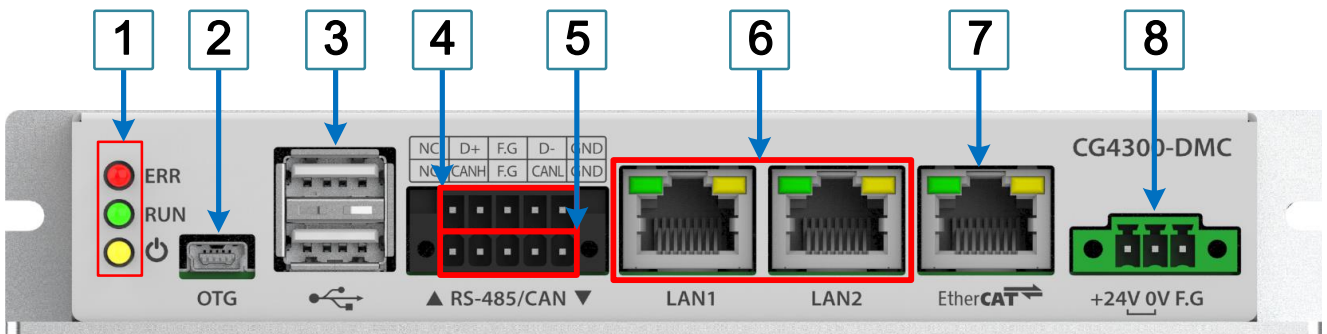 1 2 3 4 5 6 7 8
NC D+ F.G D- GND
NC CANH F.G CANL GND
CG4300-DMC
ERR
RUN
OTG
▲ RS-485/CAN ▼
LAN1
LAN2
EtherCAT
+24V 0V F.G